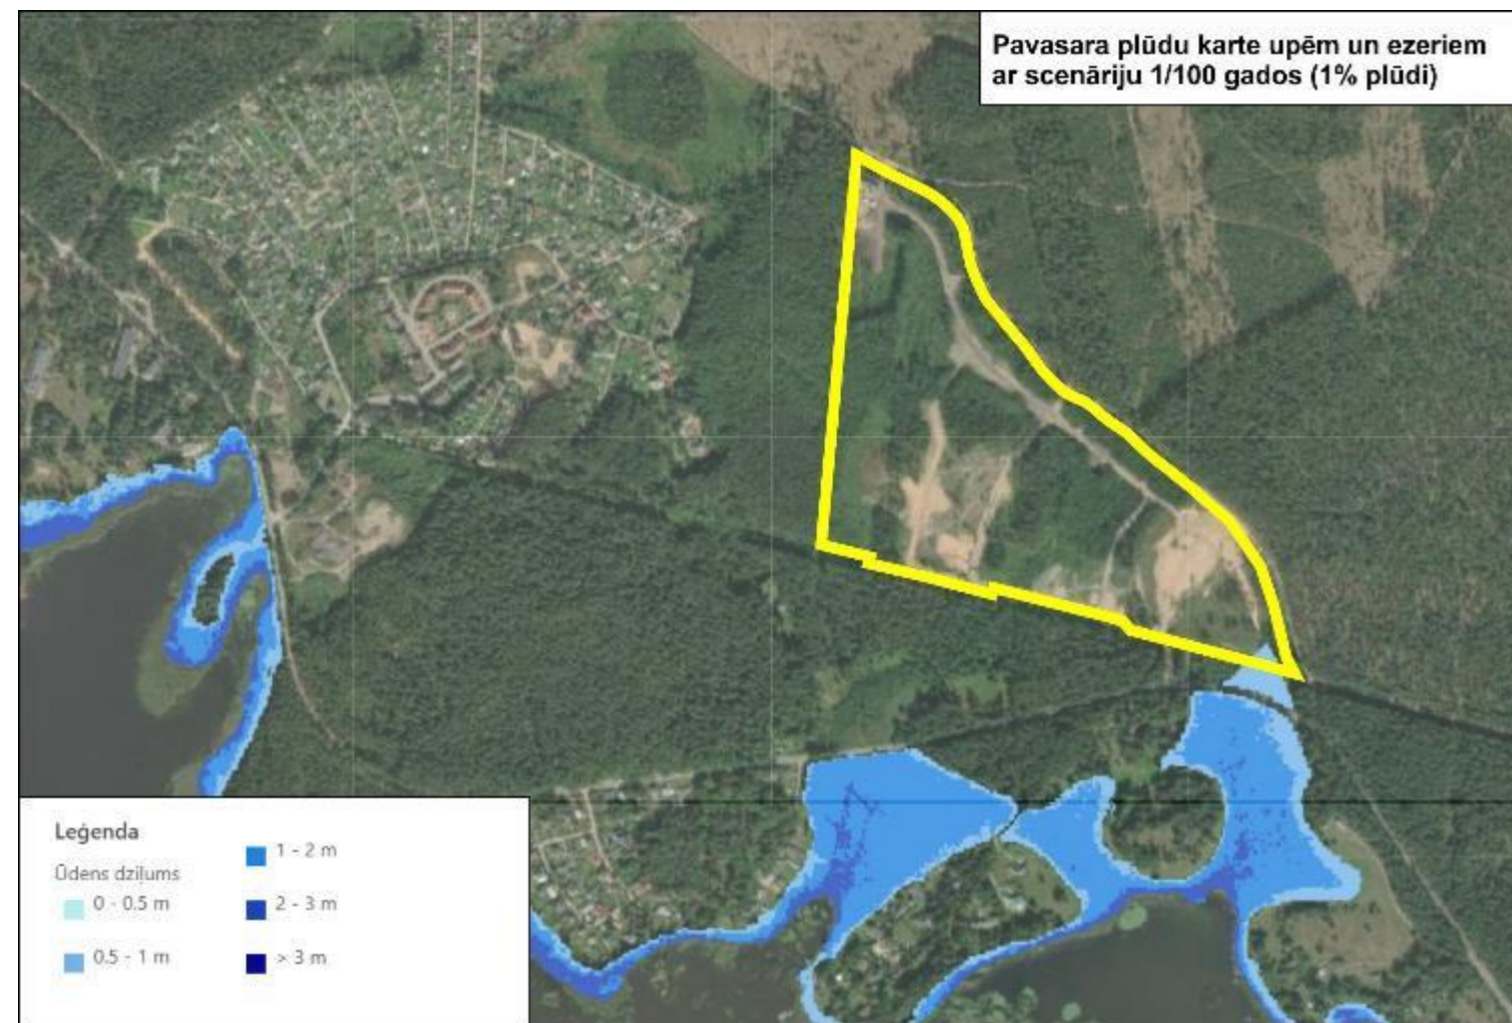 Pavasara plūdu karte upēm un ezeriem
ar scenāriju 1/100 gados (1% plūdi)
Leģenda
Ūdens dziļums
0 - 0.5 m
0.5 - 1 m
1 - 2 m
2 - 3 m
> 3 m